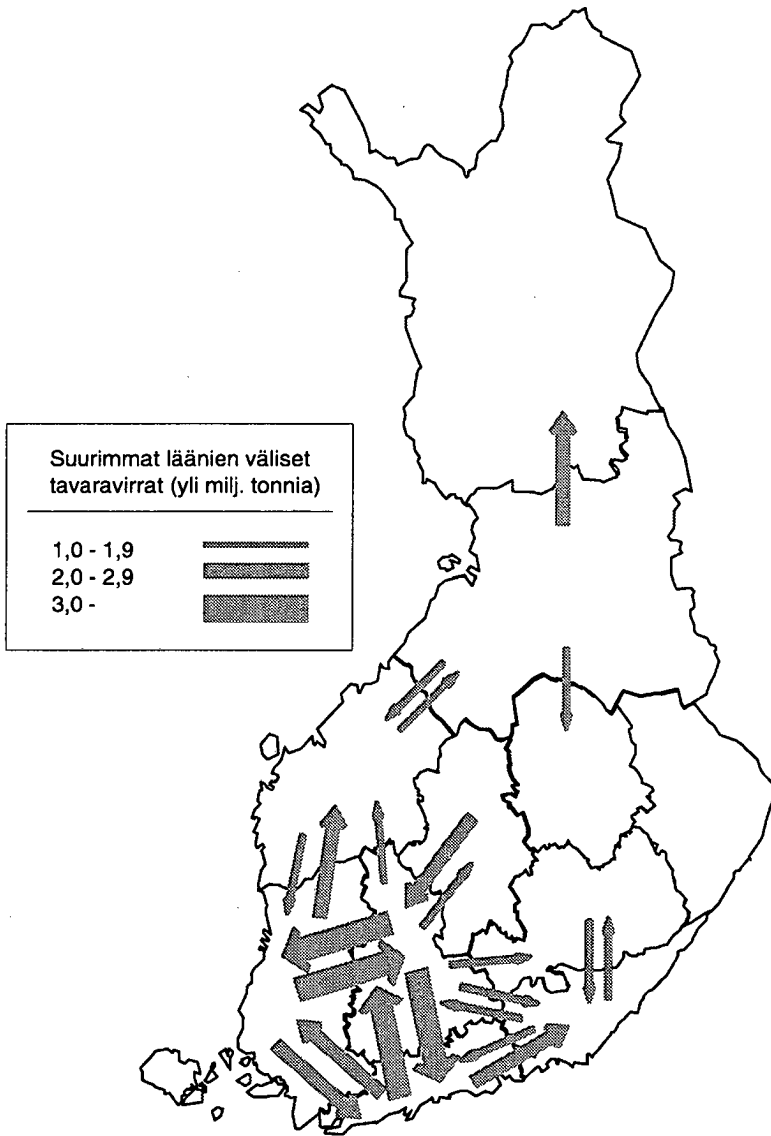 Suurimmat läänien väliset
tavaravirrat (yli milj. tonnia)
1,0 - 1,9
2,0 - 2,9
3,0 -